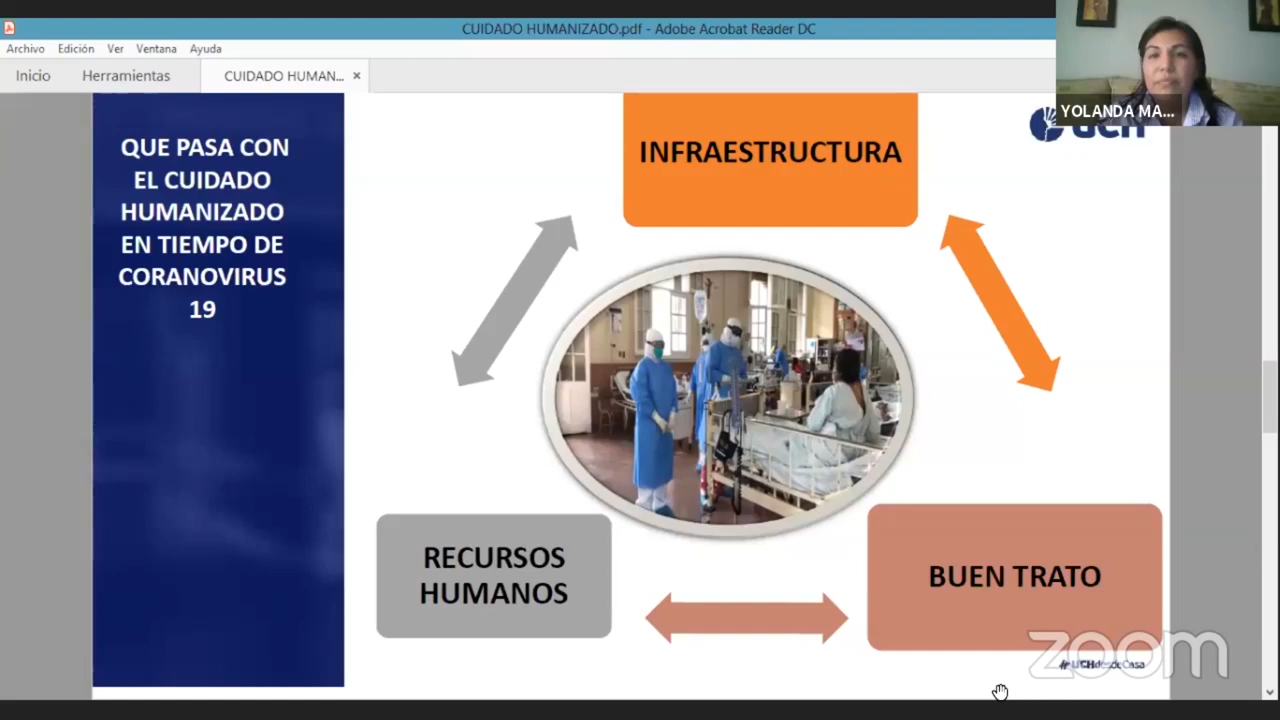 CUIDADO HUMANIZADO.pdf - Adobe Acrobat Reader DC
Archivo Edición Ver Ventana Ayuda
Inicio Herramientas CUIDADO HUMAN... ×
YOLANDA MA...
QUE PASA CON
EL CUIDADO
HUMANIZADO
EN TIEMPO DE
CORANOVIRUS
19
INFRAESTRUCTURA
RECURSOS
HUMANOS
BUEN TRATO
zoom
#UCHdesdeCasa